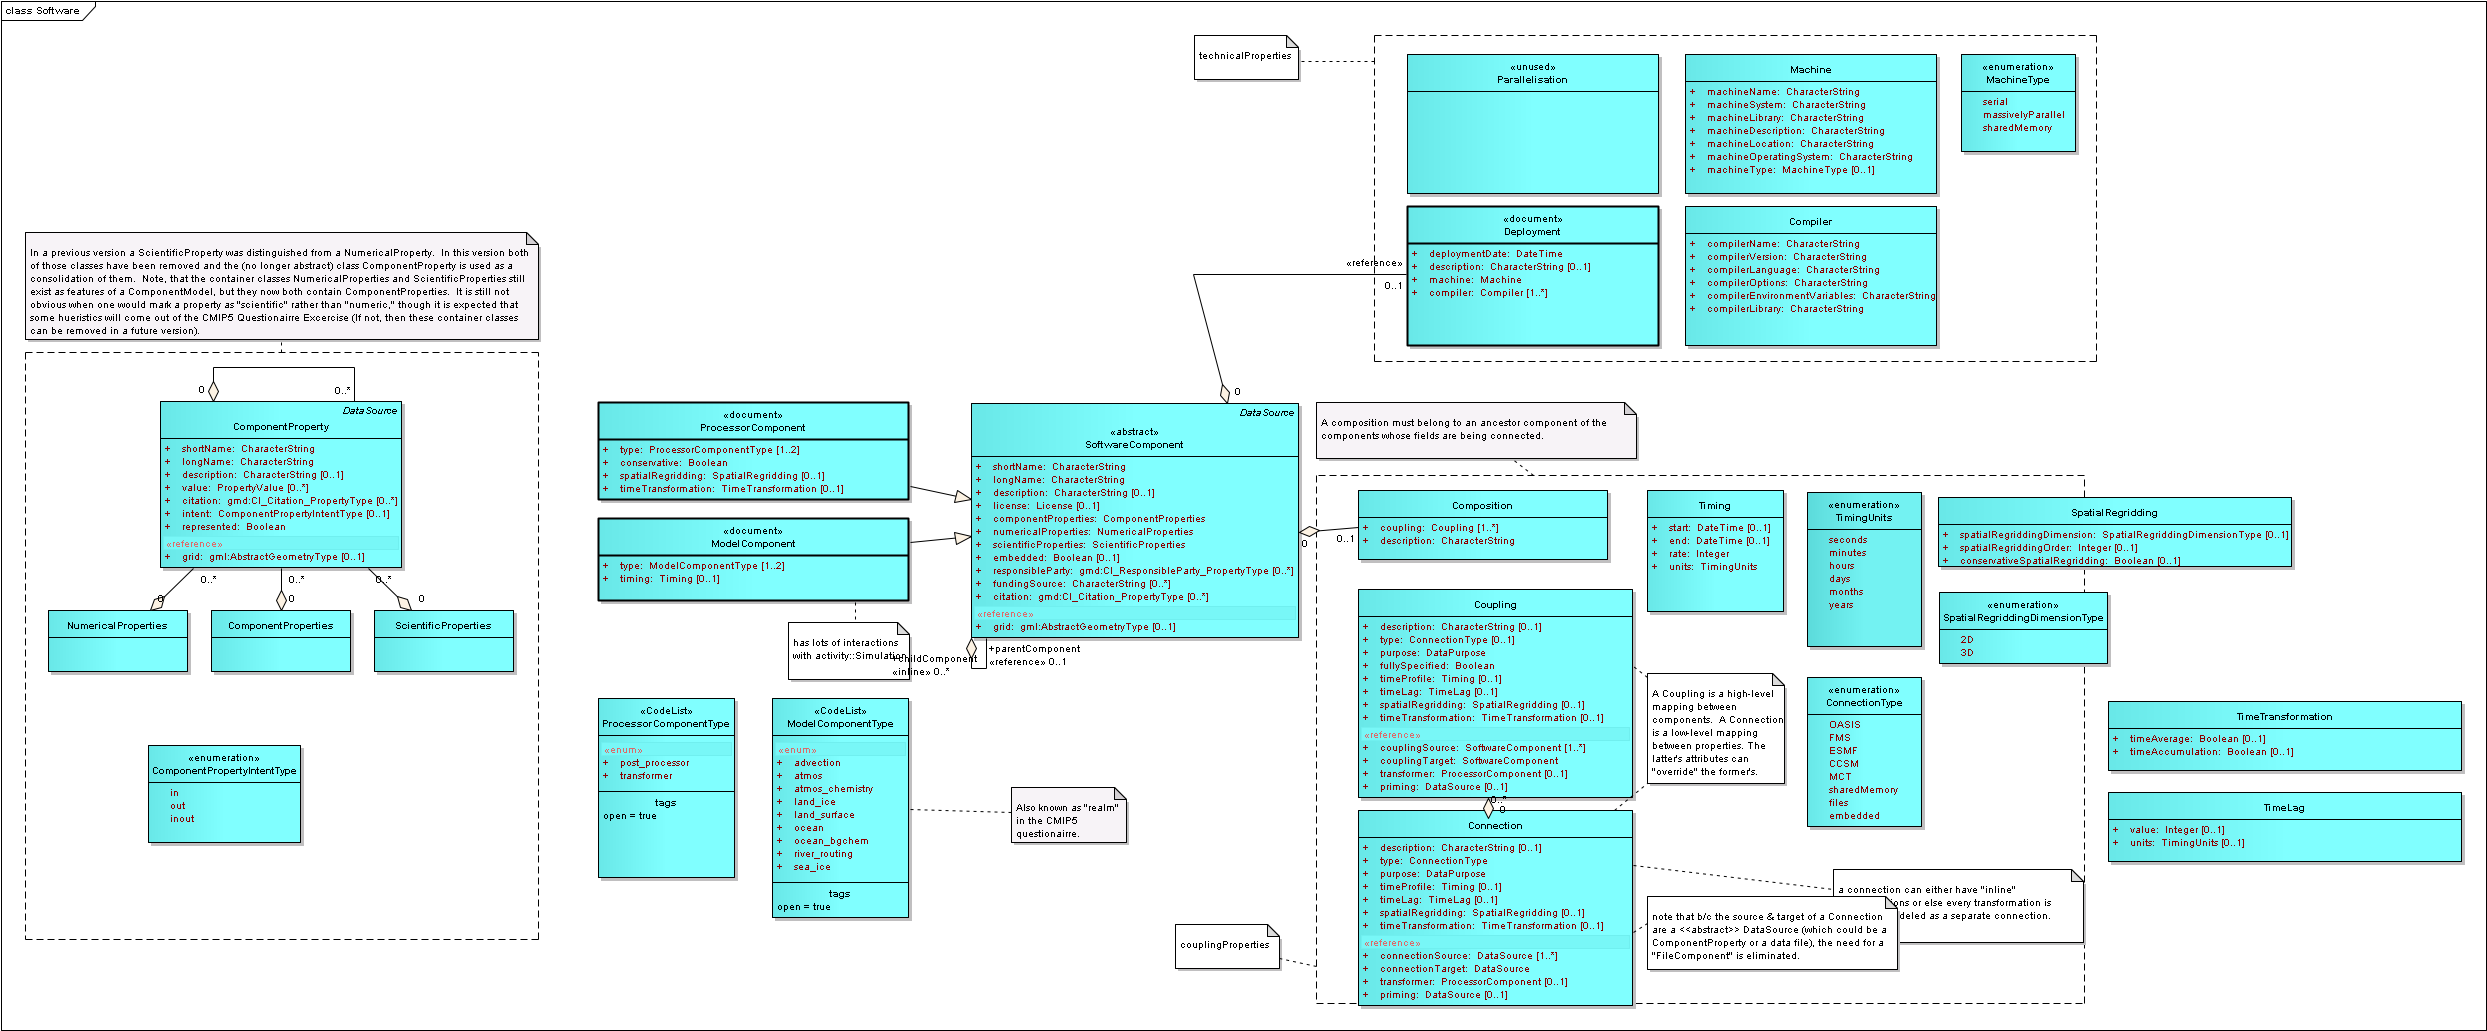 class Software
technicalProperties
«unused»
Parallelisation
Machine
+ machineName: CharacterString
+ machineSystem: CharacterString
+ machineLibrary: CharacterString
+ machineDescription: CharacterString
+ machineLocation: CharacterString
+ machineOperatingSystem: CharacterString
+ machineType: MachineType [0..1]
«enumeration»
MachineType
serial
massivelyParallel
sharedMemory
«document»
Deployment
+ deploymentDate: DateTime
+ description: CharacterString [0..1]
+ machine: Machine
+ compiler: Compiler [1..*]
Compiler
+ compilerName: CharacterString
+ compilerVersion: CharacterString
+ compilerLanguage: CharacterString
+ compilerOptions: CharacterString
+ compilerEnvironmentVariables: CharacterString
+ compilerLibrary: CharacterString
«reference»
0..1
0
In a previous version a ScientificProperty was distinguished from a NumericalProperty. In this version both
of those classes have been removed and the (no longer abstract) class ComponentProperty is used as a
consolidation of them. Note, that the container classes NumericalProperties and ScientificProperties still
exist as features of a ComponentModel, but they now both contain ComponentProperties. It is still not
obvious when one would mark a property as "scientific" rather than "numeric," though it is expected that
some hueristics will come out of the CMIP5 Questionairre Excercise (If not, then these container classes
can be removed in a future version).
0
0..*
DataSource
ComponentProperty
+ shortName: CharacterString
+ longName: CharacterString
+ description: CharacterString [0..1]
+ value: PropertyValue [0..*]
+ citation: gmd:CI_Citation_PropertyType [0..*]
+ intent: ComponentPropertyIntentType [0..1]
+ represented: Boolean
«reference»
+ grid: gml:AbstractGeometryType [0..1]
0..*
0..*
0..*
0
0
0
NumericalProperties
ComponentProperties
ScientificProperties
«enumeration»
ComponentPropertyIntentType
in
out
inout
«document»
ProcessorComponent
+ type: ProcessorComponentType [1..2]
+ conservative: Boolean
+ spatialRegridding: SpatialRegridding [0..1]
+ timeTransformation: TimeTransformation [0..1]
«document»
ModelComponent
+ type: ModelComponentType [1..2]
+ timing: Timing [0..1]
has lots of interactions
with activity::Simulation
DataSource
«abstract»
SoftwareComponent
+ shortName: CharacterString
+ longName: CharacterString
+ description: CharacterString [0..1]
+ license: License [0..1]
+ componentProperties: ComponentProperties
+ numericalProperties: NumericalProperties
+ scientificProperties: ScientificProperties
+ embedded: Boolean [0..1]
+ responsibleParty: gmd:CI_ResponsibleParty_PropertyType [0..*]
+ fundingSource: CharacterString [0..*]
+ citation: gmd:CI_Citation_PropertyType [0..*]
«reference»
+ grid: gml:AbstractGeometryType [0..1]
+parentComponent
«reference» 0..1
+childComponent
«inline» 0..*
«CodeList»
ProcessorComponentType
«enum»
+ post_processor
+ transformer
tags
open = true
«CodeList»
ModelComponentType
«enum»
+ advection
+ atmos
+ atmos_chemistry
+ land_ice
+ land_surface
+ ocean
+ ocean_bgchem
+ river_routing
+ sea_ice
tags
open = true
Also known as "realm"
in the CMIP5
questionairre.
A composition must belong to an ancestor component of the
components whose fields are being connected.
0
0..1
Composition
+ coupling: Coupling [1..*]
+ description: CharacterString
Timing
+ start: DateTime [0..1]
+ end: DateTime [0..1]
+ rate: Integer
+ units: TimingUnits
«enumeration»
TimingUnits
seconds
minutes
hours
days
months
years
SpatialRegridding
+ spatialRegriddingDimension: SpatialRegriddingDimensionType [0..1]
+ spatialRegriddingOrder: Integer [0..1]
+ conservativeSpatialRegridding: Boolean [0..1]
«enumeration»
SpatialRegriddingDimensionType
2D
3D
Coupling
+ description: CharacterString [0..1]
+ type: ConnectionType [0..1]
+ purpose: DataPurpose
+ fullySpecified: Boolean
+ timeProfile: Timing [0..1]
+ timeLag: TimeLag [0..1]
+ spatialRegridding: SpatialRegridding [0..1]
+ timeTransformation: TimeTransformation [0..1]
«reference»
+ couplingSource: SoftwareComponent [1..*]
+ couplingTarget: SoftwareComponent
+ transformer: ProcessorComponent [0..1]
+ priming: DataSource [0..1]
0..*
0
A Coupling is a high-level
mapping between
components. A Connection
is a low-level mapping
between properties. The
latter's attributes can
"override" the former's.
«enumeration»
ConnectionType
OASIS
FMS
ESMF
CCSM
MCT
sharedMemory
files
embedded
TimeTransformation
+ timeAverage: Boolean [0..1]
+ timeAccumulation: Boolean [0..1]
TimeLag
+ value: Integer [0..1]
+ units: TimingUnits [0..1]
Connection
+ description: CharacterString [0..1]
+ type: ConnectionType
+ purpose: DataPurpose
+ timeProfile: Timing [0..1]
+ timeLag: TimeLag [0..1]
+ spatialRegridding: SpatialRegridding [0..1]
+ timeTransformation: TimeTransformation [0..1]
«reference»
+ connectionSource: DataSource [1..*]
+ connectionTarget: DataSource
+ transformer: ProcessorComponent [0..1]
+ priming: DataSource [0..1]
a connection can either have "inline"
or else every transformation is
as a separate connection.
note that b/c the source & target of a Connection
are a <<abstract>> DataSource (which could be a
ComponentProperty or a data file), the need for a
"FileComponent" is eliminated.
couplingProperties